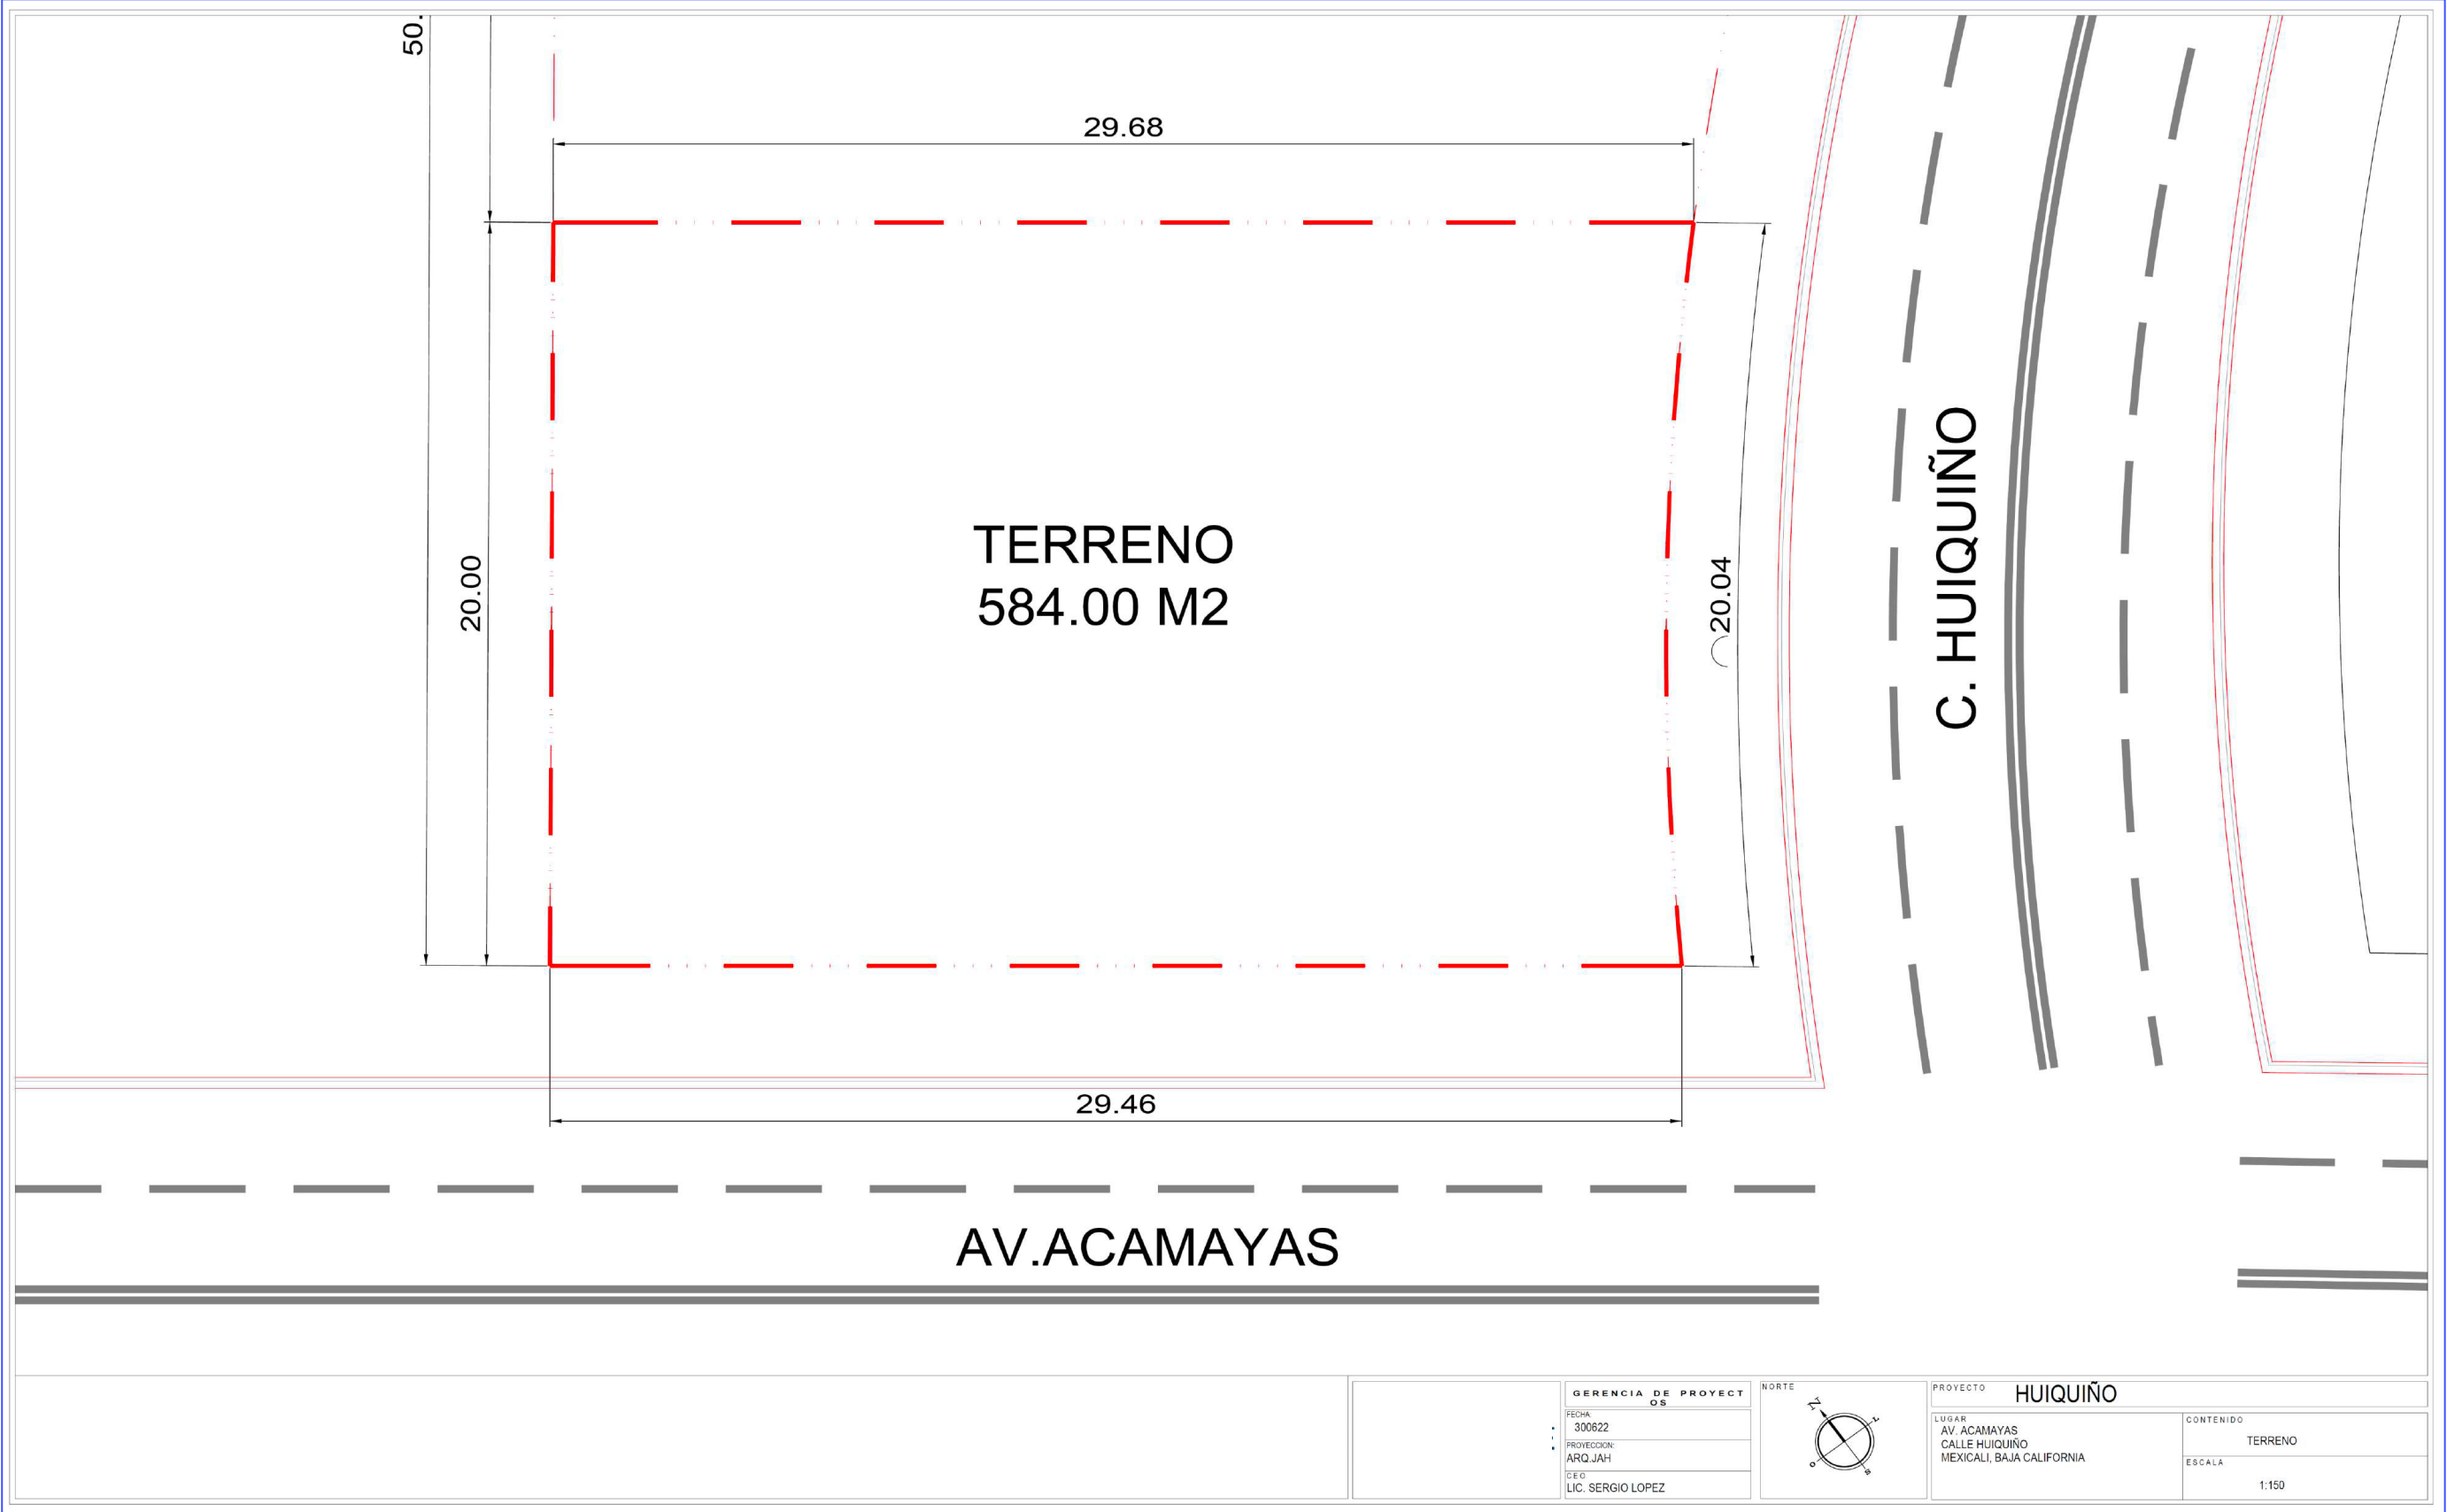 50.
29.68
TERRENO
584.00 M2
20.00
20.04
C. HUIQUIÑO
29.46
AV.ACAMAYAS
GERENCIA DE PROYECT
OS
FECHA:
300622
PROYECCION:
ARQ.JAH
CEO
LIC. SERGIO LOPEZ
NORTE
N
O
PROYECTO
HUIQUIÑO
LUGAR
AV. ACAMAYAS
CALLE HUIQUIÑO
MEXICALI, BAJA CALIFORNIA
CONTENIDO
TERRENO
ESCALA
1:150